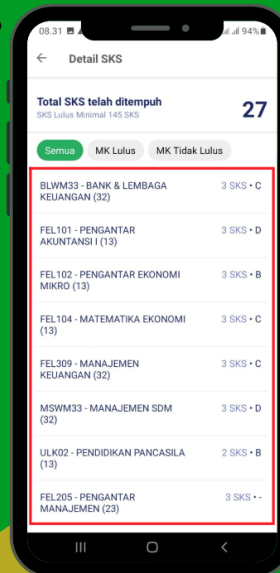 08.31
94%
Detail SKS
Total SKS telah ditempuh
SKS Lulus Minimal 145 SKS
27
Semua MK Lulus MK Tidak Lulus
BLWM33 - BANK & LEMBAGA 3 SKS • C
KEUANGAN (32)
FEL101 - PENGANTAR 3 SKS • D
AKUNTANSI I (13)
FEL102 - PENGANTAR EKONOMI 3 SKS • B
MIKRO (13)
FEL104 - MATEMATIKA EKONOMI 3 SKS • C
(13)
FEL309 - MANAJEMEN 3 SKS • C
KEUANGAN (32)
MSWM33 - MANAJEMEN SDM 3 SKS • D
(32)
ULK02 - PENDIDIKAN PANCASILA 2 SKS • B
(13)
FEL205 - PENGANTAR 3 SKS • -
MANAJEMEN (23)